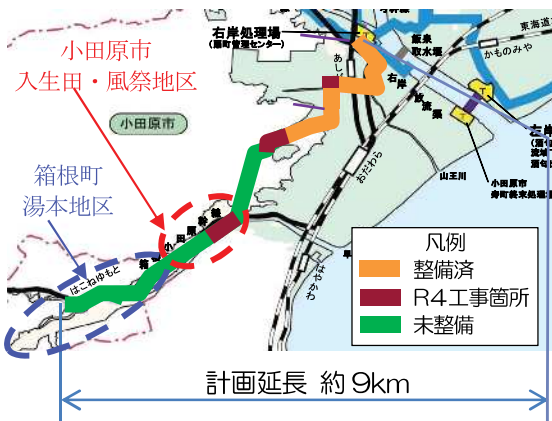 小田原市
入生田・風祭地区
右岸処理場
(扇町管理センター)
飯泉
取水堰
東海道
かものみや
あし
右岸
酒匂川
左岸
小田原市
寿町終末処理場
山王川
小田原市
おだわら
箱根町
湯本地区
箱根小田原幹線
はこねゆもと
はやかわ
早
凡例
整備済
R4工事箇所
未整備
計画延長 約9km